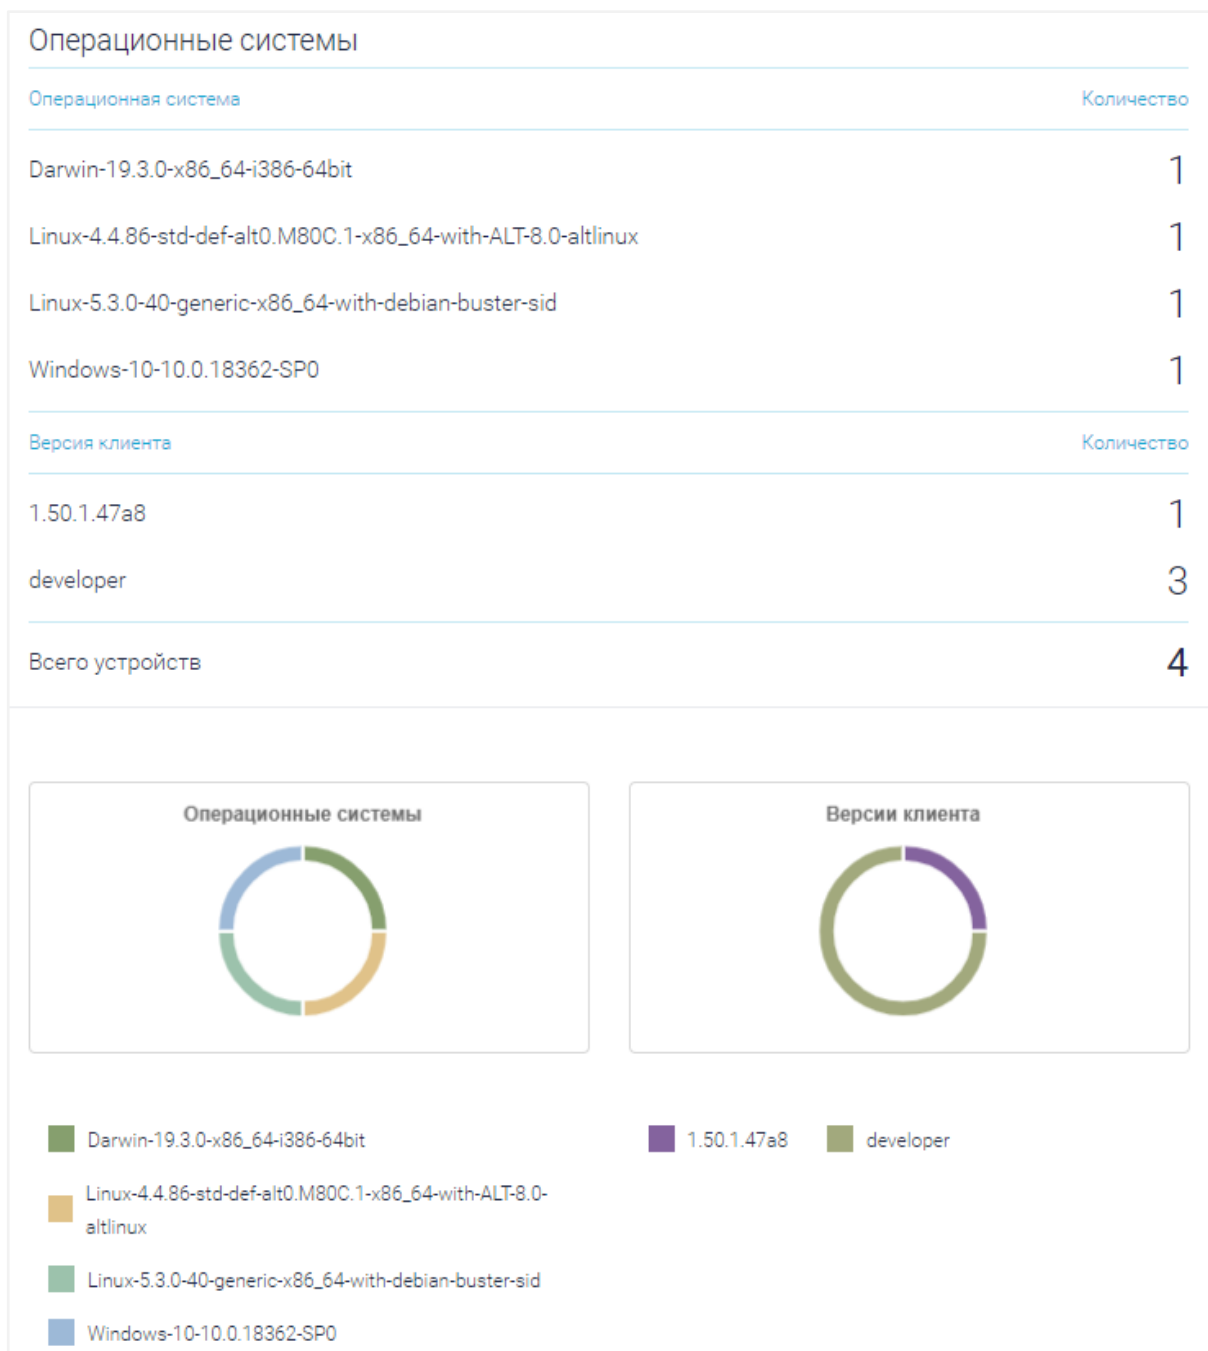 Операционные системы
Операционная система Количество
Darwin-19.3.0-x86_64-i386-64bit 1
Linux-4.4.86-std-def-alt0.M80C.1-x86_64-with-ALT-8.0-altlinux 1
Linux-5.3.0-40-generic-x86_64-with-debian-buster-sid 1
Windows-10-10.0.18362-SP0 1
Версия клиента Количество
1.50.1.47a8 1
developer 3
Всего устройств 4
Операционные системы
Версии клиента
Darwin-19.3.0-x86_64-i386-64bit
Linux-4.4.86-std-def-alt0.M80C.1-x86_64-with-ALT-8.0-
altlinux
Linux-5.3.0-40-generic-x86_64-with-debian-buster-sid
Windows-10-10.0.18362-SP0
1.50.1.47a8
developer